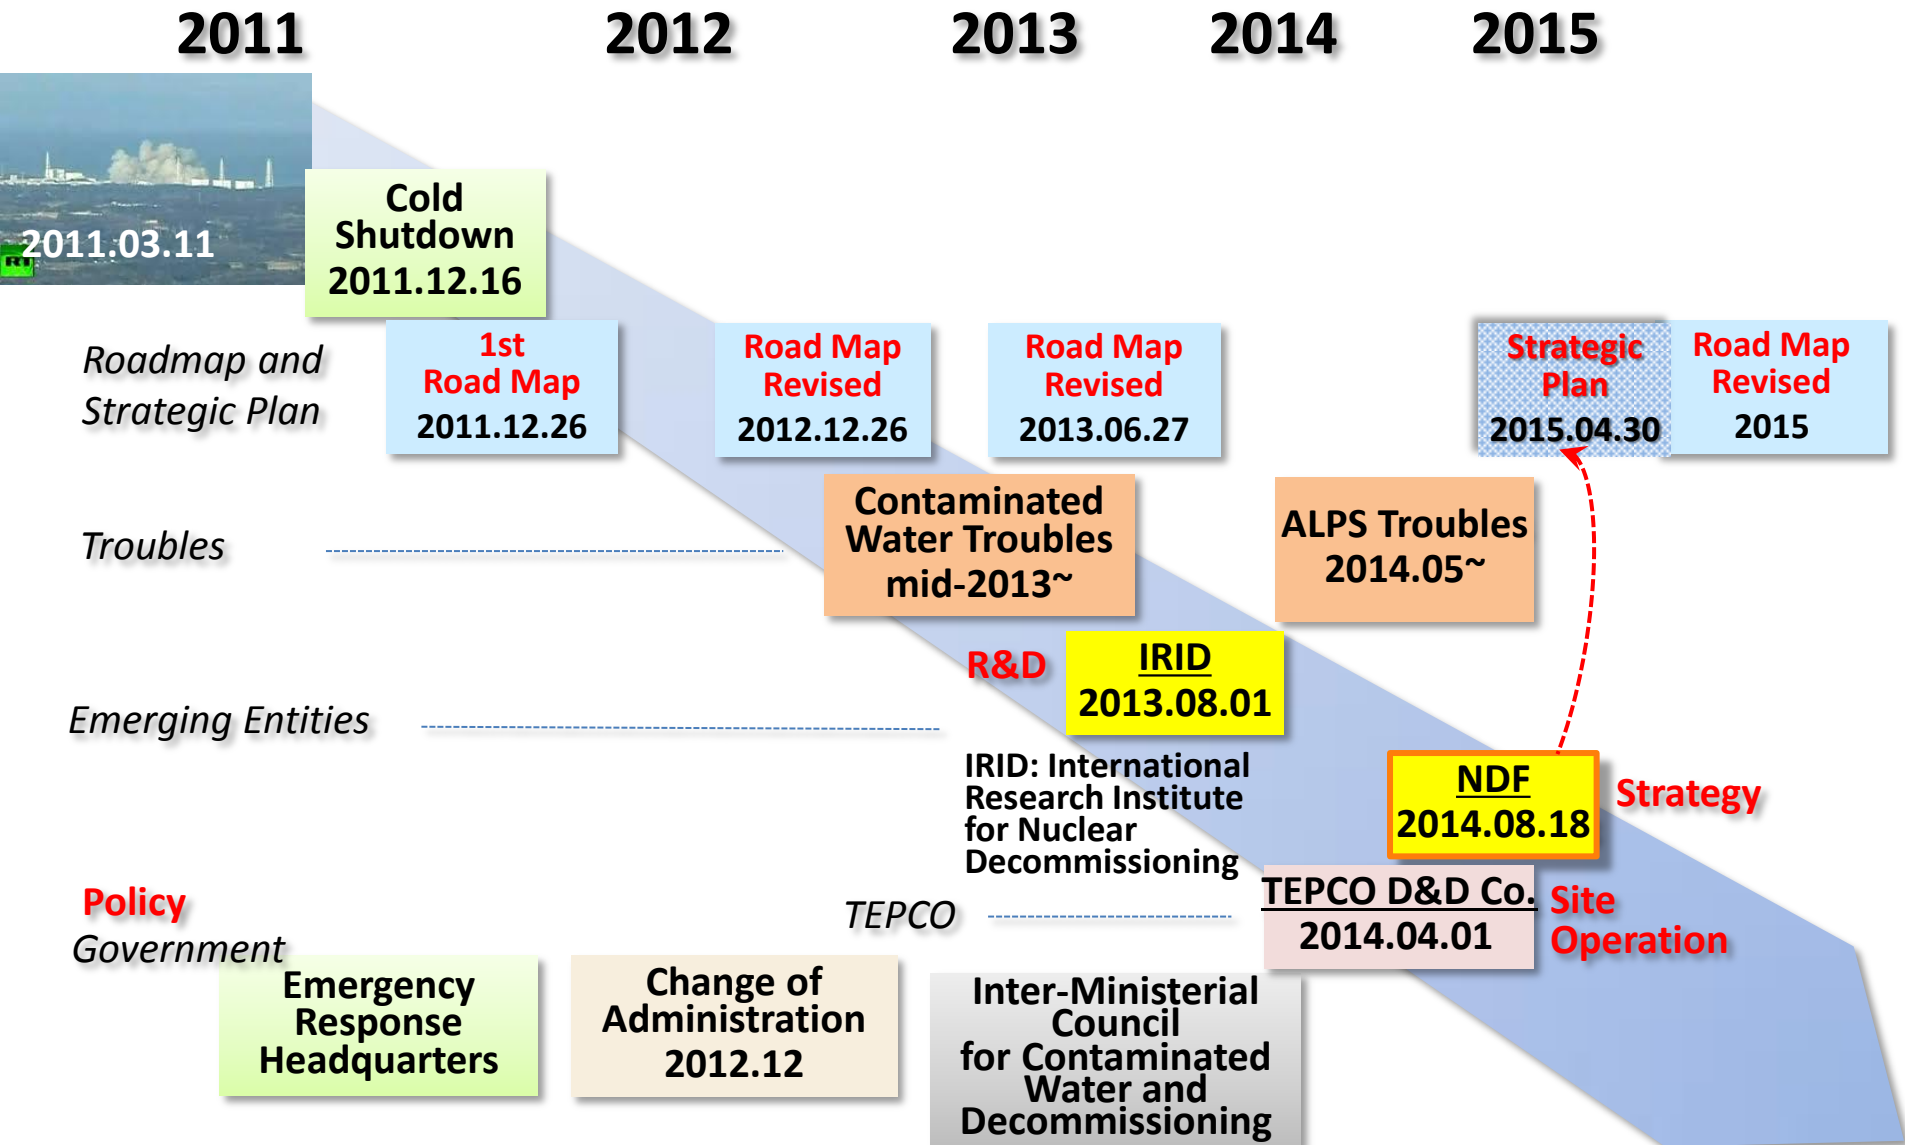 2011
2012
2013
2014
2015
2011.03.11
RT
Cold
Shutdown
2011.12.16
Roadmap and
Strategic Plan
1st
Road Map
2011.12.26
Road Map
Revised
2012.12.26
Road Map
Revised
2013.06.27
Strategic
Plan
2015.04.30
Road Map
Revised
2015
Troubles
Contaminated
Water Troubles
mid-2013~
ALPS Troubles
2014.05~
Emerging Entities
R&D
IRID
2013.08.01
IRID: International
Research Institute
for Nuclear
Decommissioning
NDF
2014.08.18
Strategy
TEPCO
TEPCO D&D Co.
2014.04.01
Site
Operation
Policy
Government
Emergency
Response
Headquarters
Change of
Administration
2012.12
Inter-Ministerial
Council
for Contaminated
Water and
Decommissioning